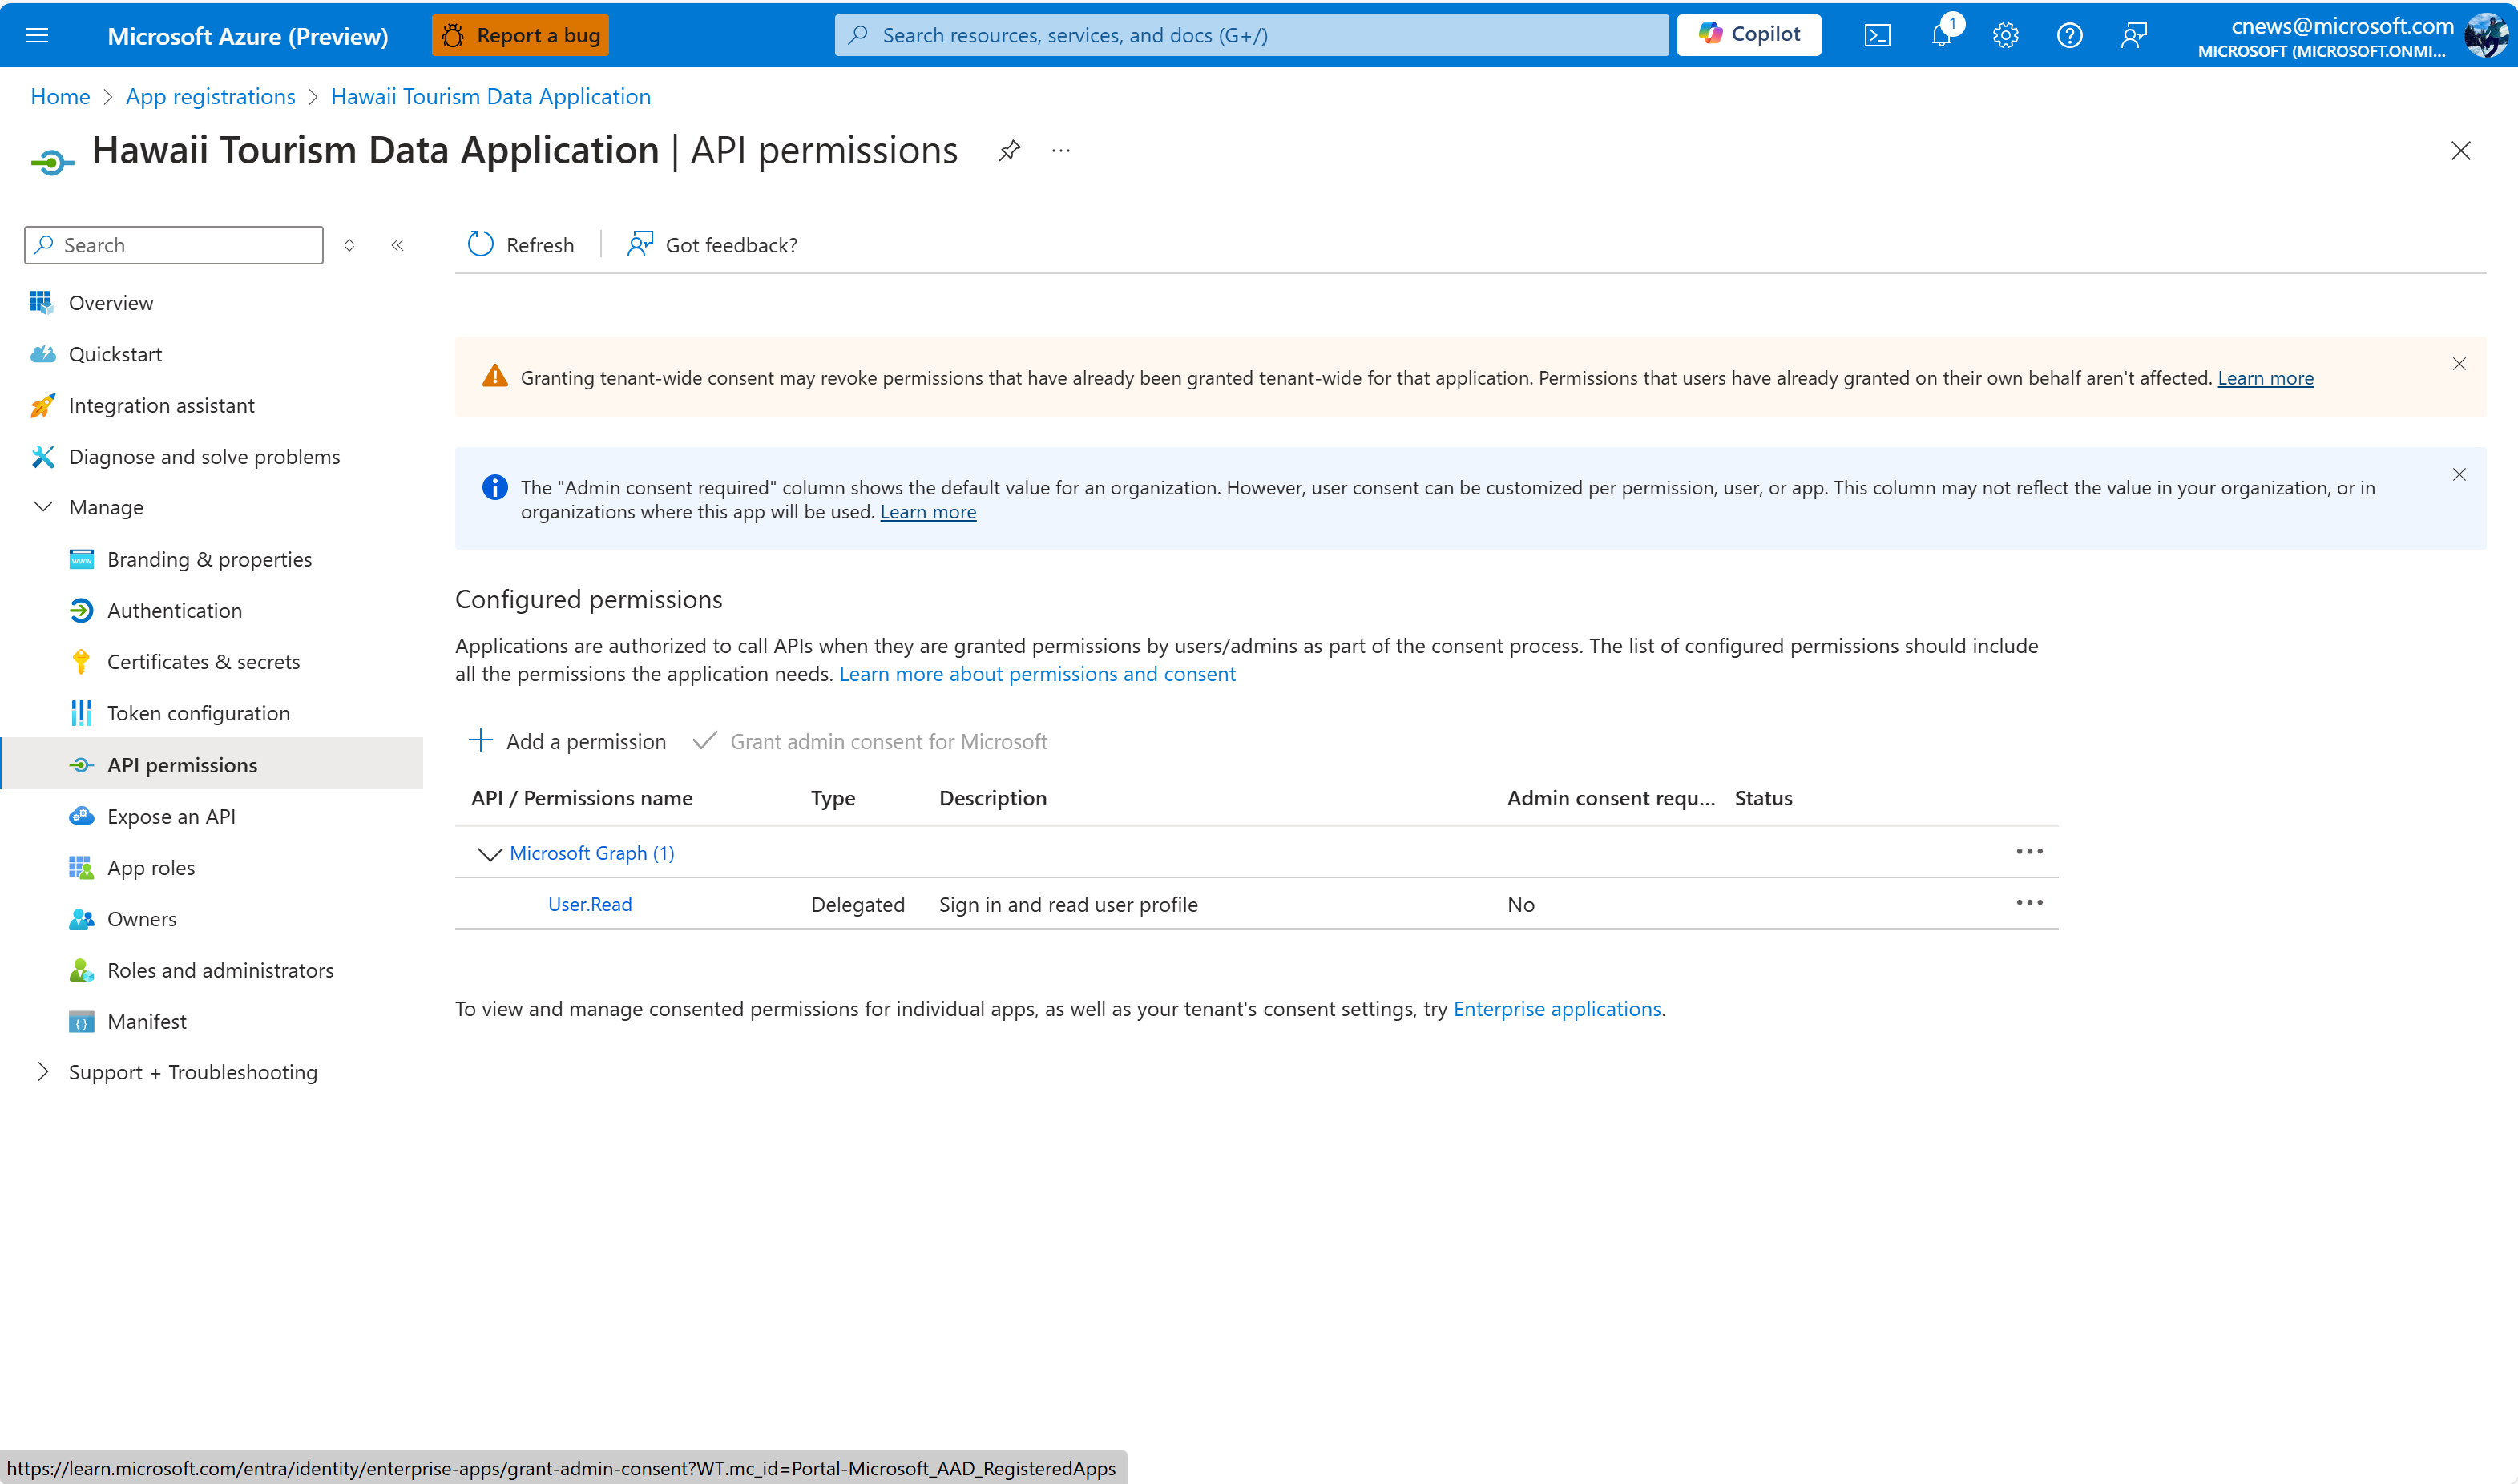 Microsoft Azure (Preview)
Report a bug
Search resources, services, and docs (G+/)
Copilot
1
cnews@microsoft.com
MICROSOFT (MICROSOFT.ONMI...
Home > App registrations > Hawaii Tourism Data Application
Hawaii Tourism Data Application | API permissions
...
Search
Refresh
Got feedback?
Overview
Quickstart
Integration assistant
Diagnose and solve problems
Manage
Branding & properties
Authentication
Certificates & secrets
Token configuration
API permissions
Expose an API
App roles
Owners
Roles and administrators
Manifest
Support + Troubleshooting
Granting tenant-wide consent may revoke permissions that have already been granted tenant-wide for that application. Permissions that users have already granted on their own behalf aren't affected. Learn more
The "Admin consent required" column shows the default value for an organization. However, user consent can be customized per permission, user, or app. This column may not reflect the value in your organization, or in
organizations where this app will be used. Learn more
Configured permissions
Applications are authorized to call APIs when they are granted permissions by users/admins as part of the consent process. The list of configured permissions should include
all the permissions the application needs. Learn more about permissions and consent
Add a permission
Grant admin consent for Microsoft
API / Permissions name Type Description Admin consent requ... Status
Microsoft Graph (1)
User.Read Delegated Sign in and read user profile No
To view and manage consented permissions for individual apps, as well as your tenant's consent settings, try Enterprise applications.
https://learn.microsoft.com/entra/identity/enterprise-apps/grant-admin-consent?WT.mc_id=Portal-Microsoft_AAD_RegisteredApps